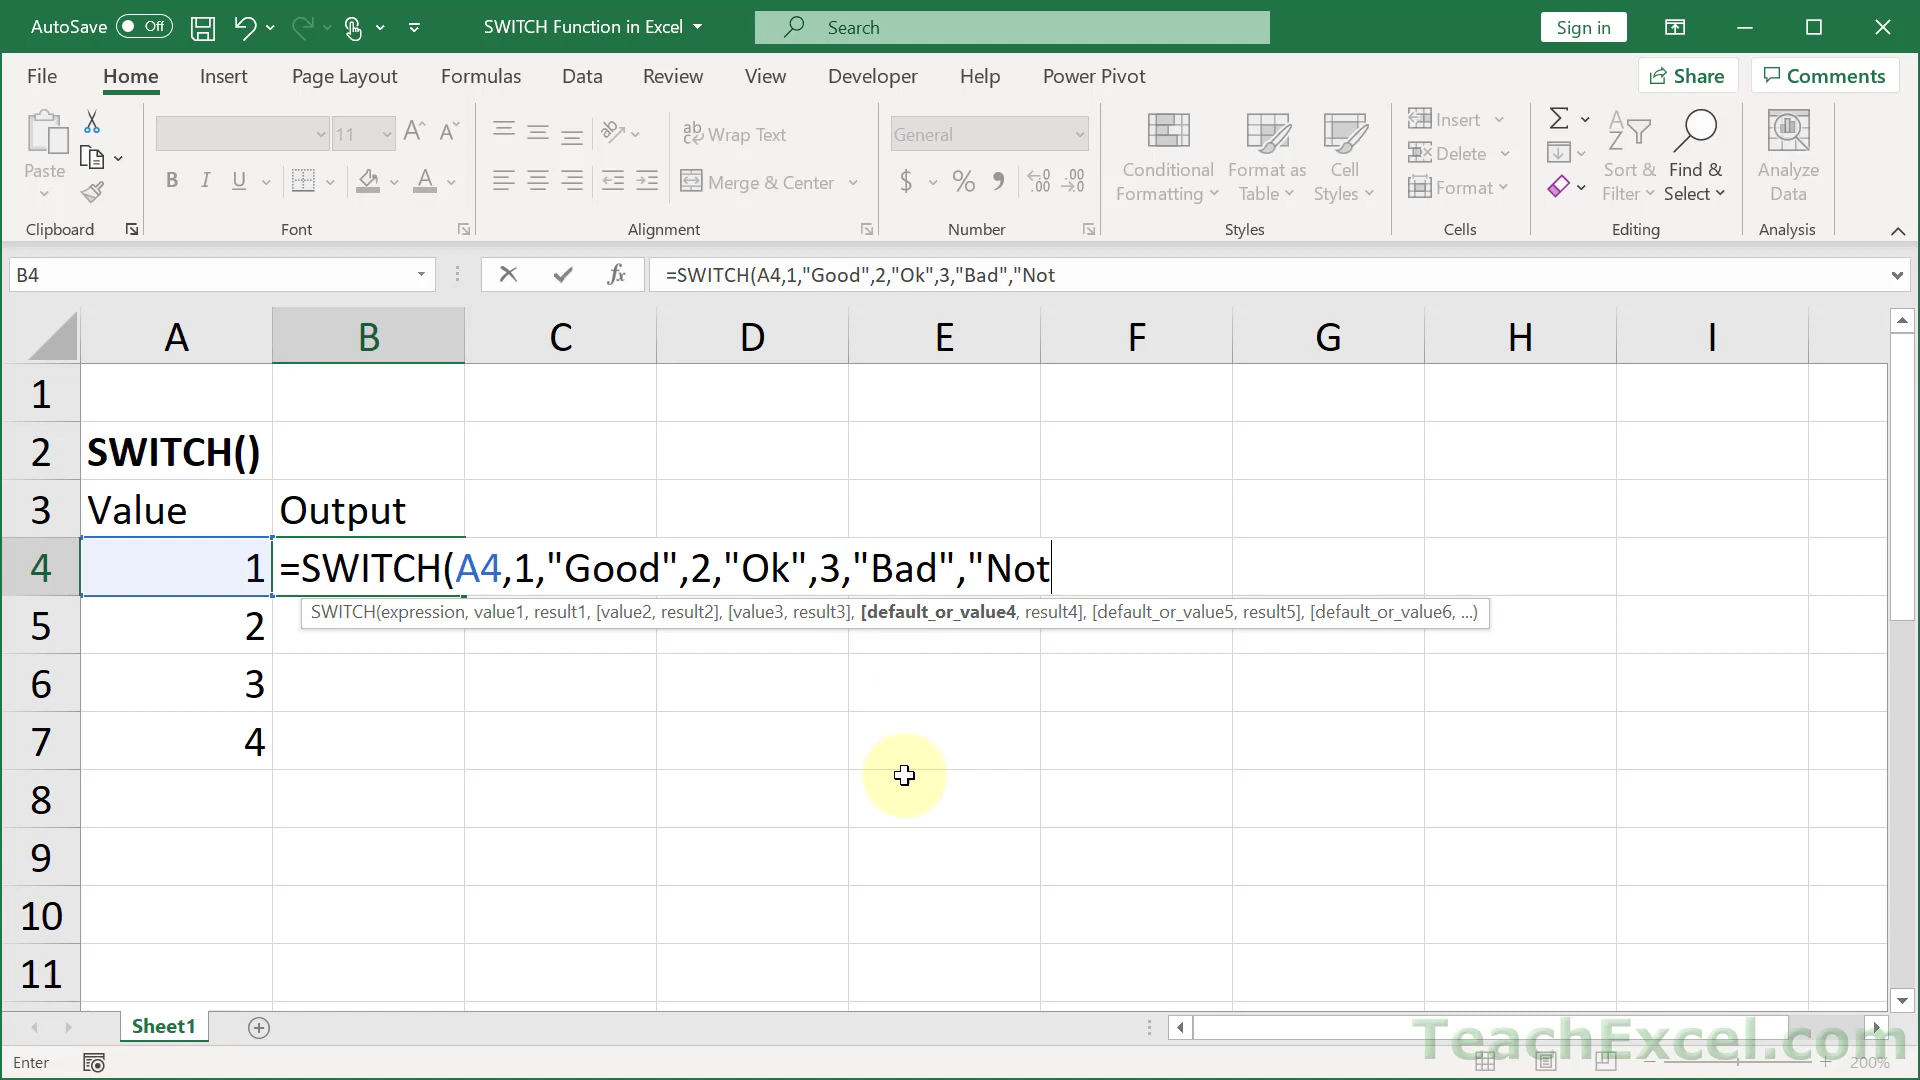 AutoSave Off
SWITCH Function in Excel
Search
Sign in
File Home Insert Page Layout Formulas Data Review View Developer Help Power Pivot
Share
Comments
Paste
11
B I U
ab Wrap Text
Merge & Center
General
$ % 9
Conditional Formatting
Format as Table
Cell Styles
Insert
Delete
Format
Sort & Filter
Find & Select
Analyze Data
Clipboard Font Alignment Number Styles Cells Editing Analysis
B4
fx
=SWITCH(A4,1,"Good",2,"Ok",3,"Bad","Not
A B C D E F G H I
1
2 SWITCH()
3 Value Output
4 1 =SWITCH(A4,1,"Good",2,"Ok",3,"Bad","Not
SWITCH(expression, value1, result1, [value2, result2], [value3, result3], [default_or_value4, result4], [default_or_value5, result5], [default_or_value6, ...)
5 2
6 3
7 4
8
9
10
11
Sheet1
TeachExcel.com
Enter
200%